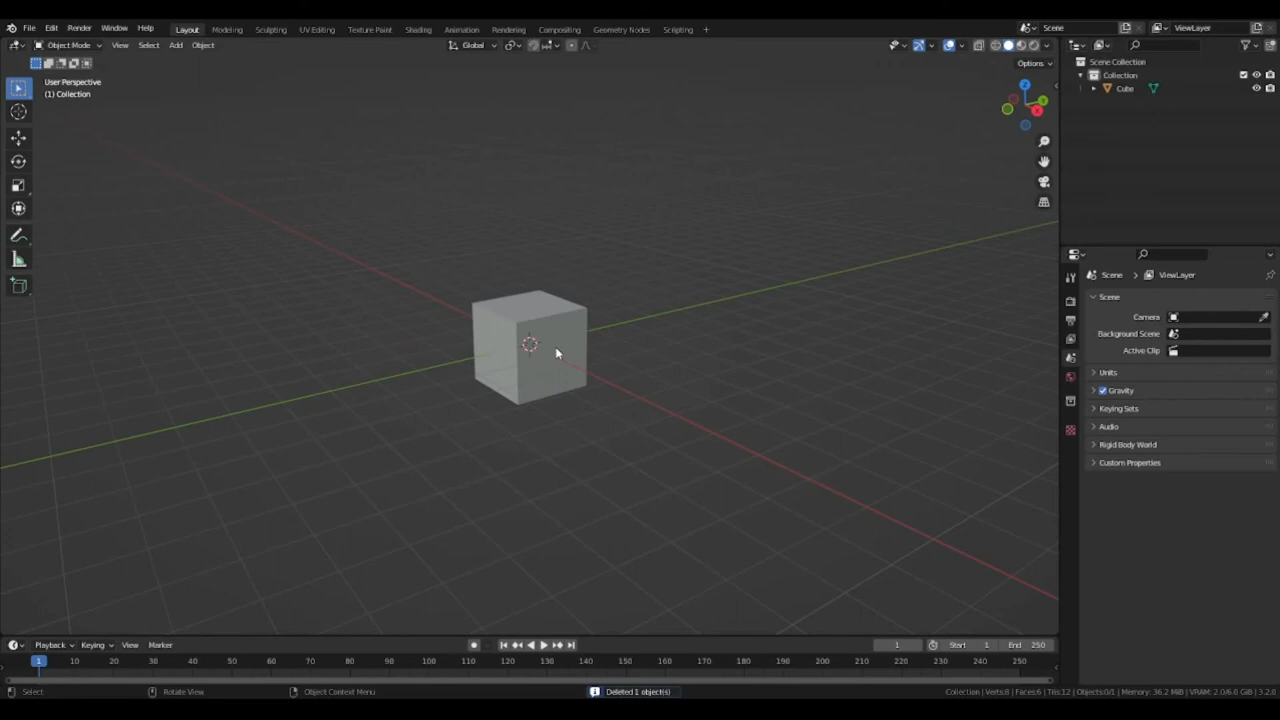 File Edit Render Window Help Layout Modeling Sculpting UV Editing Texture Paint Shading Animation Rendering Compositing Geometry Nodes Scripting + Scene ViewLayer
Object Mode View Select Add Object Global
Options
User Perspective
(1) Collection
Scene Collection
Collection
Cube
Z
Y
X
Scene ViewLayer
Scene
Camera
Background Scene
Active Clip
Units
Gravity
Keying Sets
Audio
Rigid Body World
Custom Properties
Playback Keying View Marker 1 Start 1 End 250
1 10 20 30 40 50 60 70 80 90 100 110 120 130 140 150 160 170 180 190 200 210 220 230 240 250
Select Rotate View Object Context Menu Deleted 1 object(s) Collection | Verts:8 | Faces:6 | Tris:12 | Objects:0/1 | Memory: 36.2 MiB | VRAM: 2.0/6.0 GiB | 3.2.0